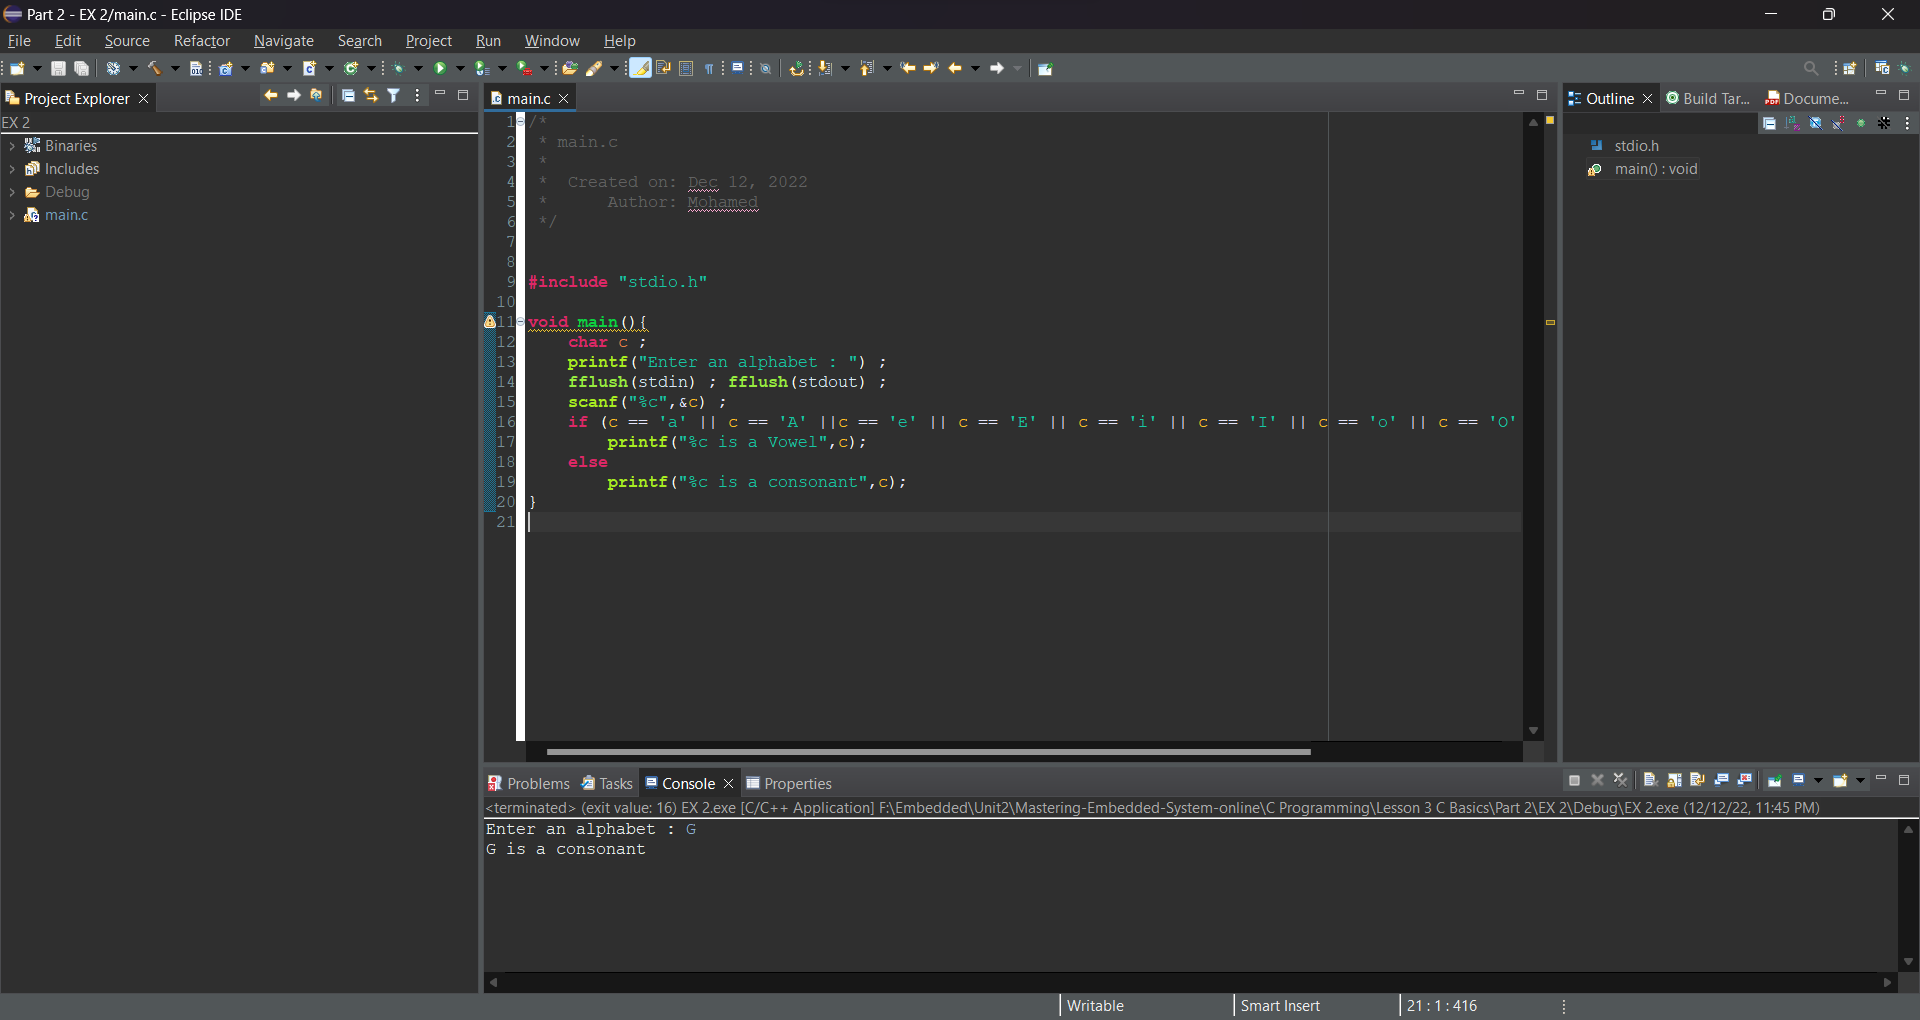 Part 2 - EX 2/main.c - Eclipse IDE
File Edit Source Refactor Navigate Search Project Run Window Help
Project Explorer
EX 2
Binaries
Includes
Debug
main.c
main.c
1 /*
2 * main.c
3 *
4 * Created on: Dec 12, 2022
5 * Author: Mohamed
6 */
7
8
9 #include "stdio.h"
10
11 void main(){
12 char c ;
13 printf("Enter an alphabet : ") ;
14 fflush(stdin) ; fflush(stdout) ;
15 scanf("%c",&c) ;
16 if (c == 'a' || c == 'A' ||c == 'e' || c == 'E' || c == 'i' || c == 'I' || c == 'o' || c == 'O'
17 printf("%c is a Vowel",c);
18 else
19 printf("%c is a consonant",c);
20 }
21
Outline Build Tar... Docume...
stdio.h
main() : void
Problems Tasks Console Properties
<terminated> (exit value: 16) EX 2.exe [C/C++ Application] F:\Embedded\Unit2\Mastering-Embedded-System-online\C Programming\Lesson 3 C Basics\Part 2\EX 2\Debug\EX 2.exe (12/12/22, 11:45 PM)
Enter an alphabet : G
G is a consonant
Writable Smart Insert 21 : 1 : 416